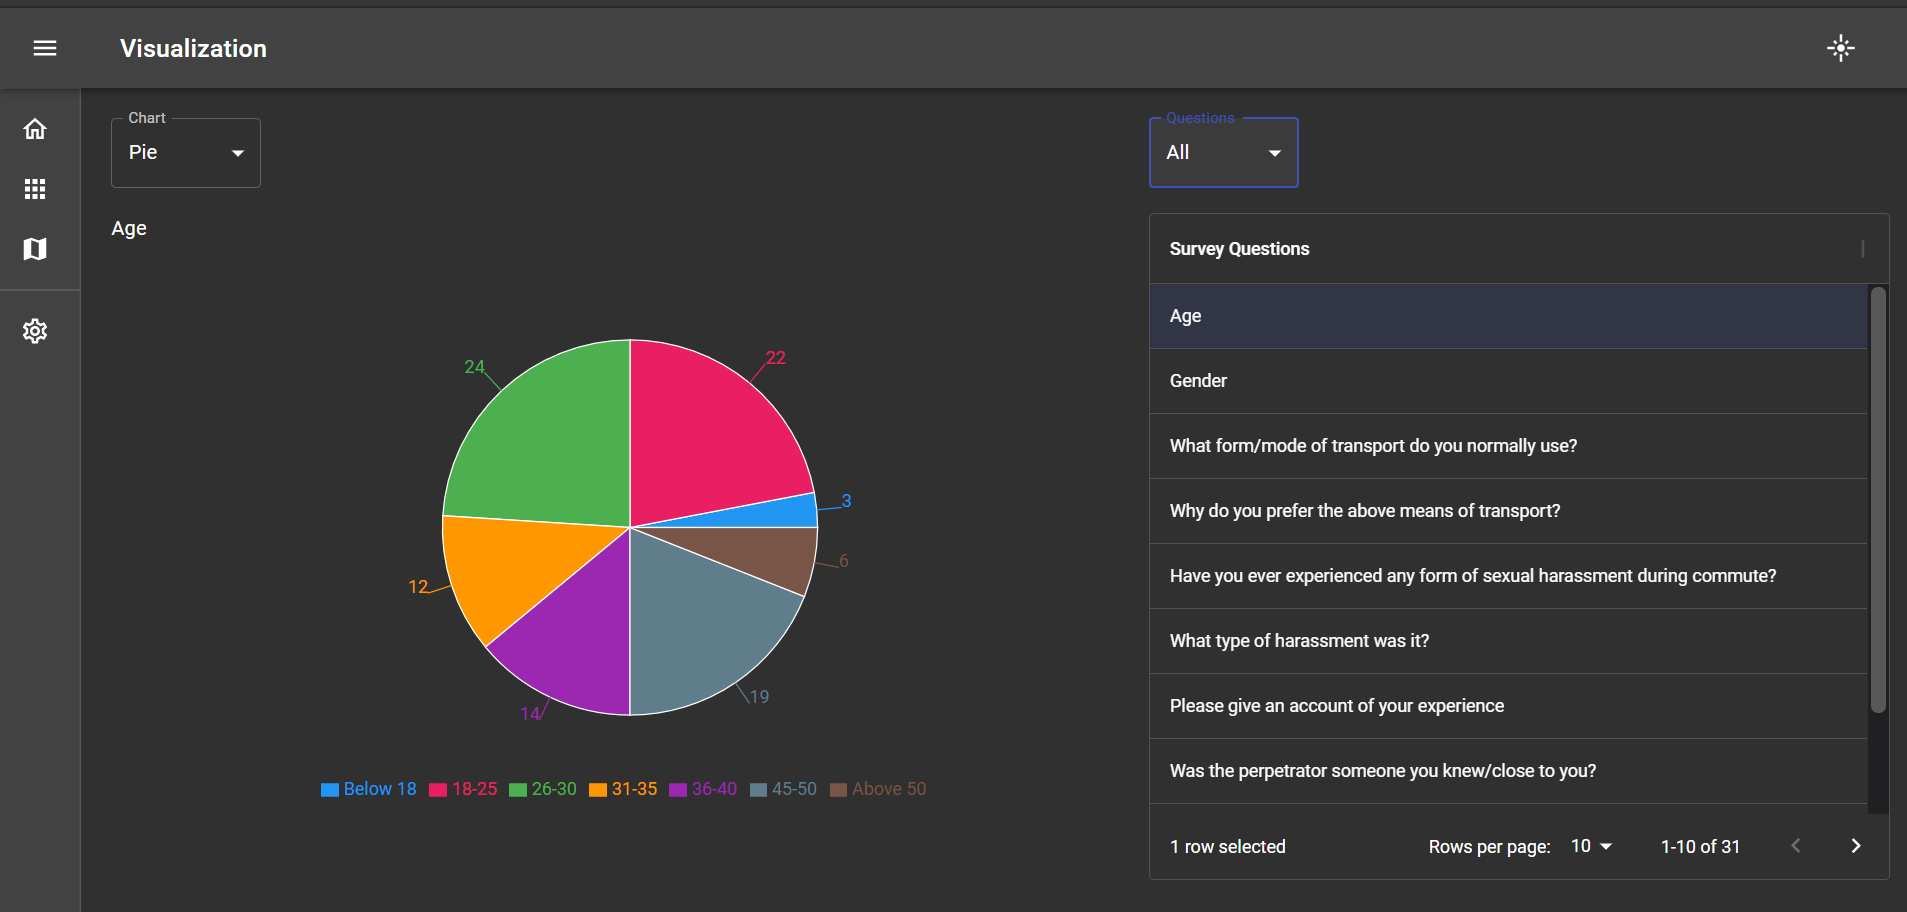 Visualization
Chart
Pie
Age
24
22
3
6
12
19
14
Below 18 18-25 26-30 31-35 36-40 45-50 Above 50
Questions
All
Survey Questions
Age
Gender
What form/mode of transport do you normally use?
Why do you prefer the above means of transport?
Have you ever experienced any form of sexual harassment during commute?
What type of harassment was it?
Please give an account of your experience
Was the perpetrator someone you knew/close to you?
1 row selected Rows per page: 10 1-10 of 31